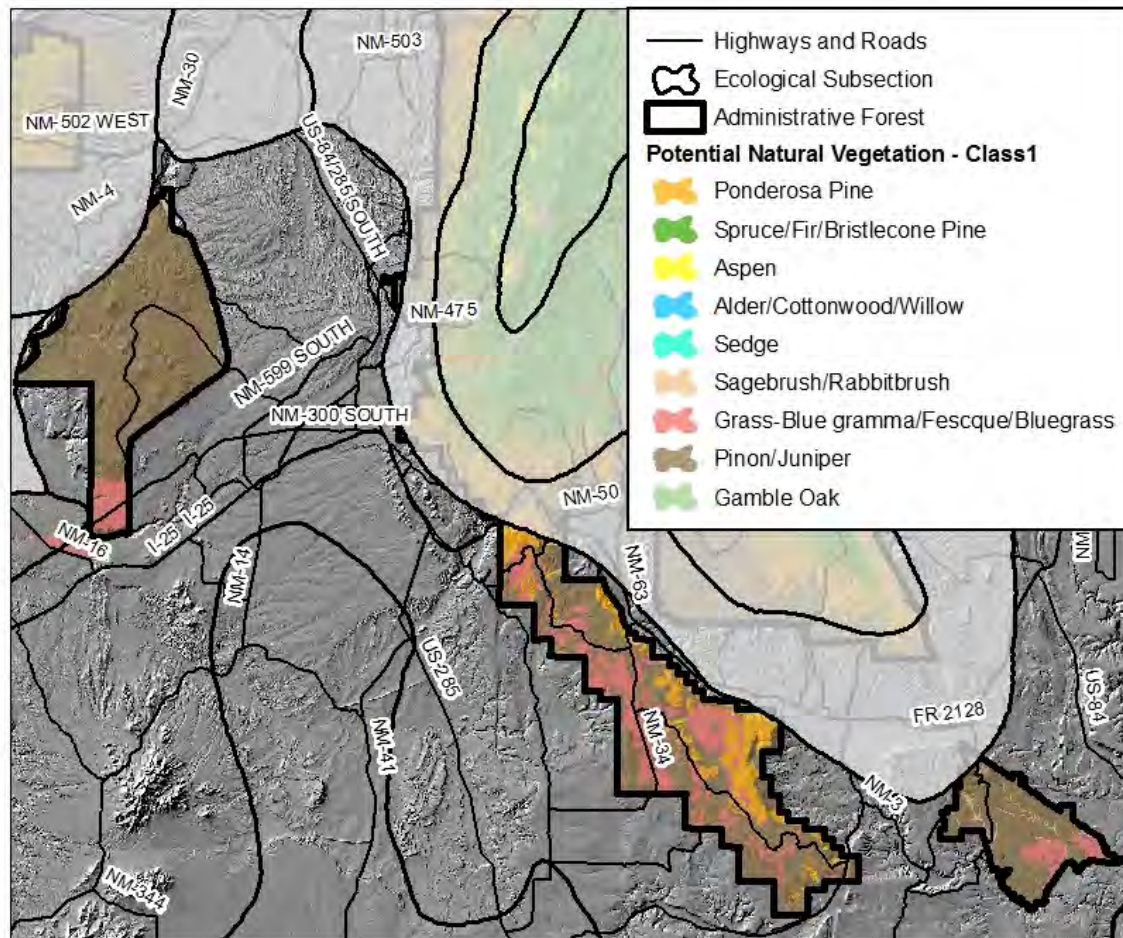 NM-503
NM-30
NM-502 WEST
US-84/285 SOUTH
NM-4
NM-475
NM-599 SOUTH
NM-300 SOUTH
NM-50
NM-16
I-25
I-25
NM-14
NM-63
US-285
NM-41
NM-34
FR 2128
US-84
NM-3
NM-344
NM
Highways and Roads
Ecological Subsection
Administrative Forest
Potential Natural Vegetation - Class1
Ponderosa Pine
Spruce/Fir/Bristlecone Pine
Aspen
Alder/Cottonwood/Willow
Sedge
Sagebrush/Rabbitbrush
Grass-Blue gramma/Fescque/Bluegrass
Pinon/Juniper
Gamble Oak